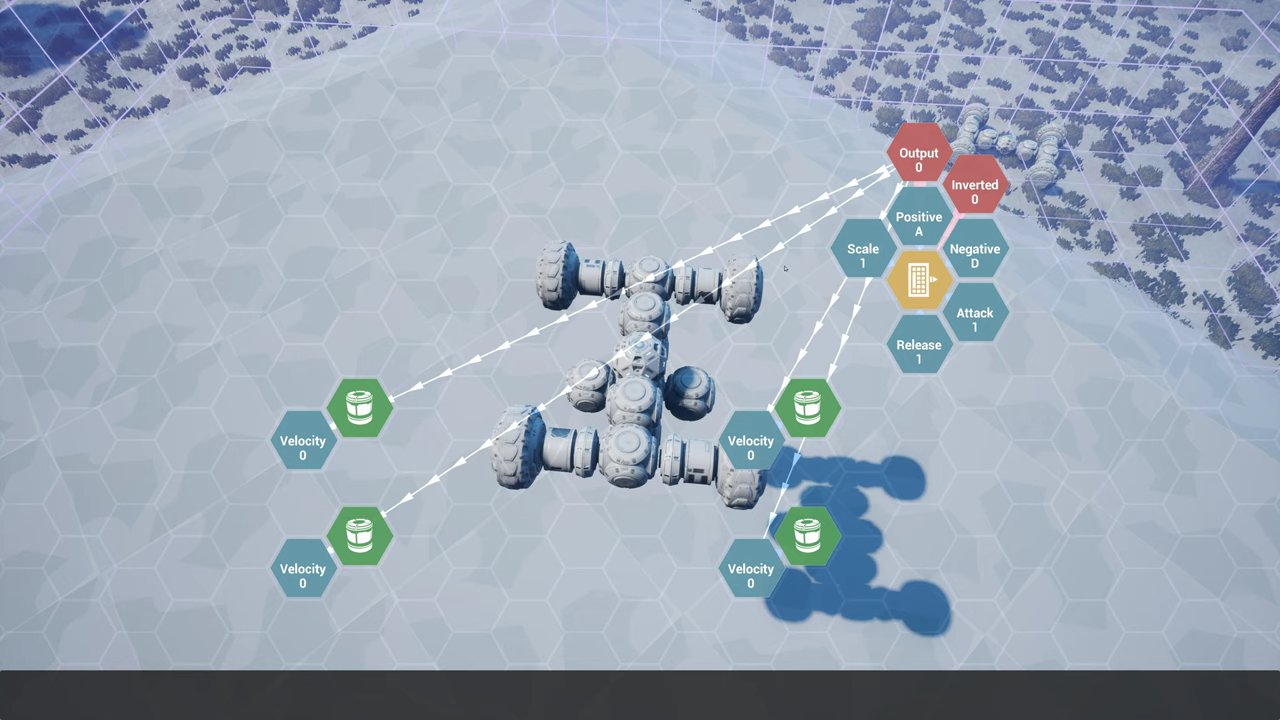 Output
0
Inverted
0
Positive
A
Scale
1
Negative
D
Attack
1
Release
1
Velocity
0
Velocity
0
Velocity
0
Velocity
0